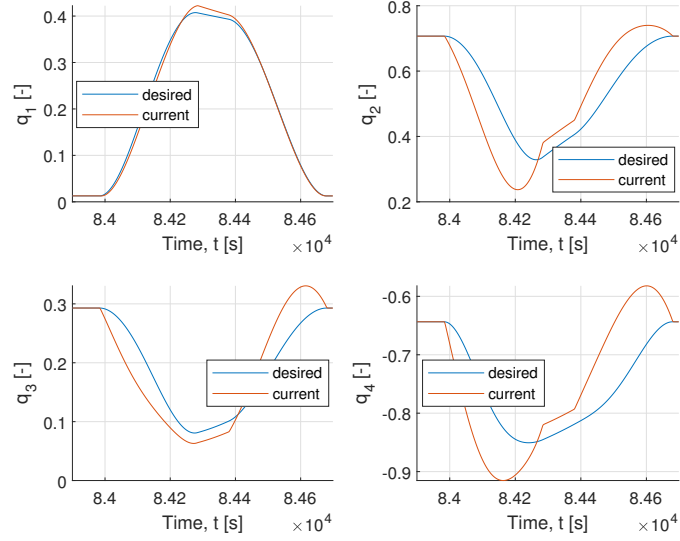 0.4
0.3
0.2
0.1
0
q1 [-]
desired
current
8.4 8.42 8.44 8.46
Time, t [s]
×10^4
0.8
0.6
0.4
0.2
q2 [-]
desired
current
8.4 8.42 8.44 8.46
Time, t [s]
×10^4
0.3
0.2
0.1
0
q3 [-]
desired
current
8.4 8.42 8.44 8.46
Time, t [s]
×10^4
-0.6
-0.7
-0.8
-0.9
q4 [-]
desired
current
8.4 8.42 8.44 8.46
Time, t [s]
×10^4